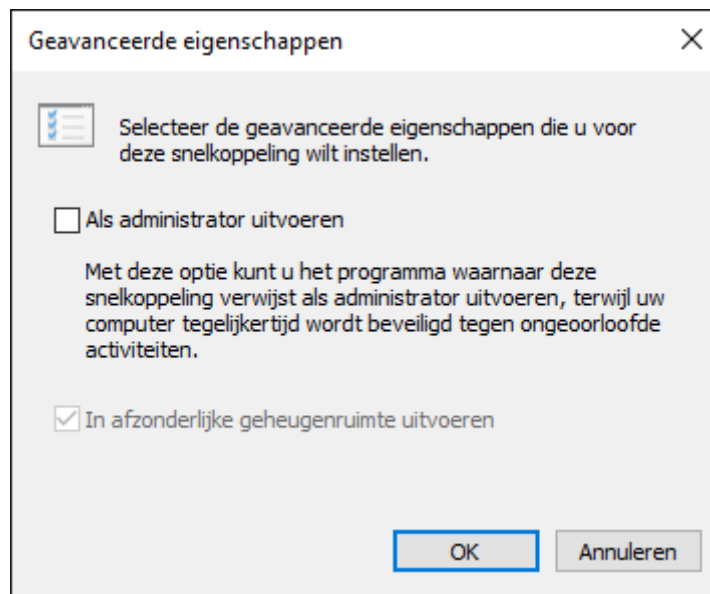 Geavanceerde eigenschappen
Selecteer de geavanceerde eigenschappen die u voor
deze snelkoppeling wilt instellen.
Als administrator uitvoeren
Met deze optie kunt u het programma waarnaar deze
snelkoppeling verwijst als administrator uitvoeren, terwijl uw
computer tegelijkertijd wordt beveiligd tegen ongeoorloofde
activiteiten.
In afzonderlijke geheugenruimte uitvoeren
OK
Annuleren